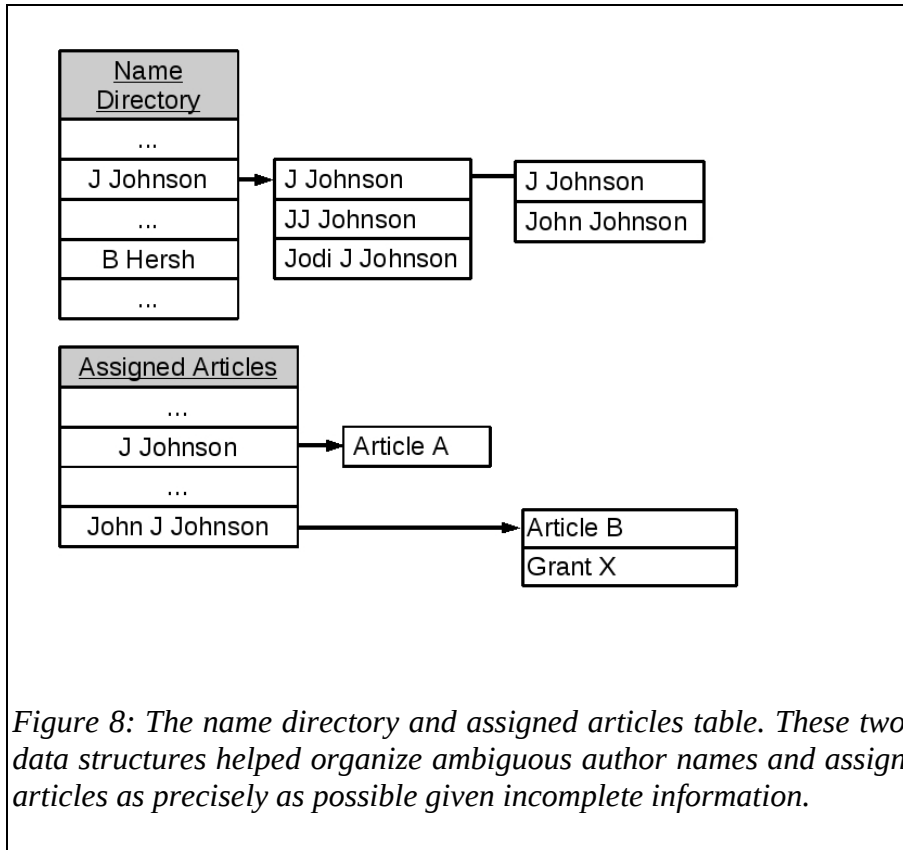 Name
Directory
...
J Johnson
...
B Hersh
...
J Johnson
JJ Johnson
Jodi J Johnson
J Johnson
John Johnson
Assigned Articles
...
J Johnson
...
John J Johnson
Article A
Article B
Grant X
Figure 8: The name directory and assigned articles table. These two
data structures helped organize ambiguous author names and assign
articles as precisely as possible given incomplete information.